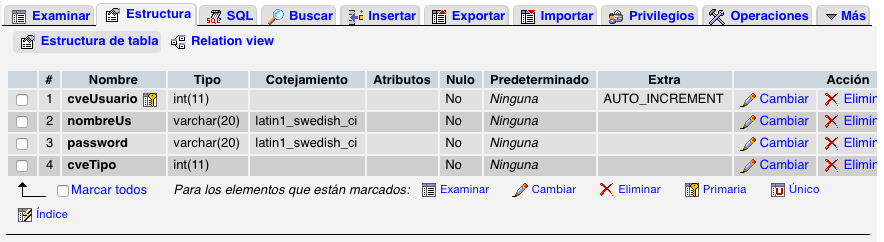 Examinar Estructura SQL Buscar Insertar Exportar Importar Privilegios Operaciones Más
Estructura de tabla Relation view
# Nombre Tipo Cotejamiento Atributos Nulo Predeterminado Extra Acción
1 cveUsuario int(11) No Ninguna AUTO_INCREMENT Cambiar Elimin
2 nombreUs varchar(20) latin1_swedish_ci No Ninguna Cambiar Elimin
3 password varchar(20) latin1_swedish_ci No Ninguna Cambiar Elimin
4 cveTipo int(11) No Ninguna Cambiar Elimin
Marcar todos Para los elementos que están marcados: Examinar Cambiar Eliminar Primaria Único
Índice